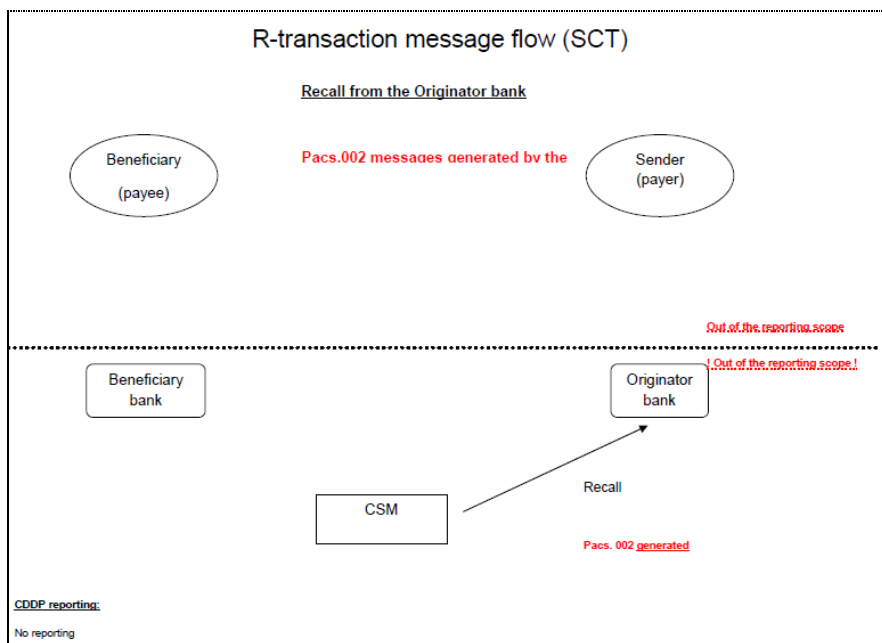 R-transaction message flow (SCT)
Recall from the Originator bank
Pacs.002 messages generated by the
Beneficiary
(payee)
Sender
(payer)
Out of the reporting scope
! Out of the reporting scope !
Beneficiary
bank
Originator
bank
Recall
CSM
Pacs. 002 generated
CDDP reporting:
No reporting